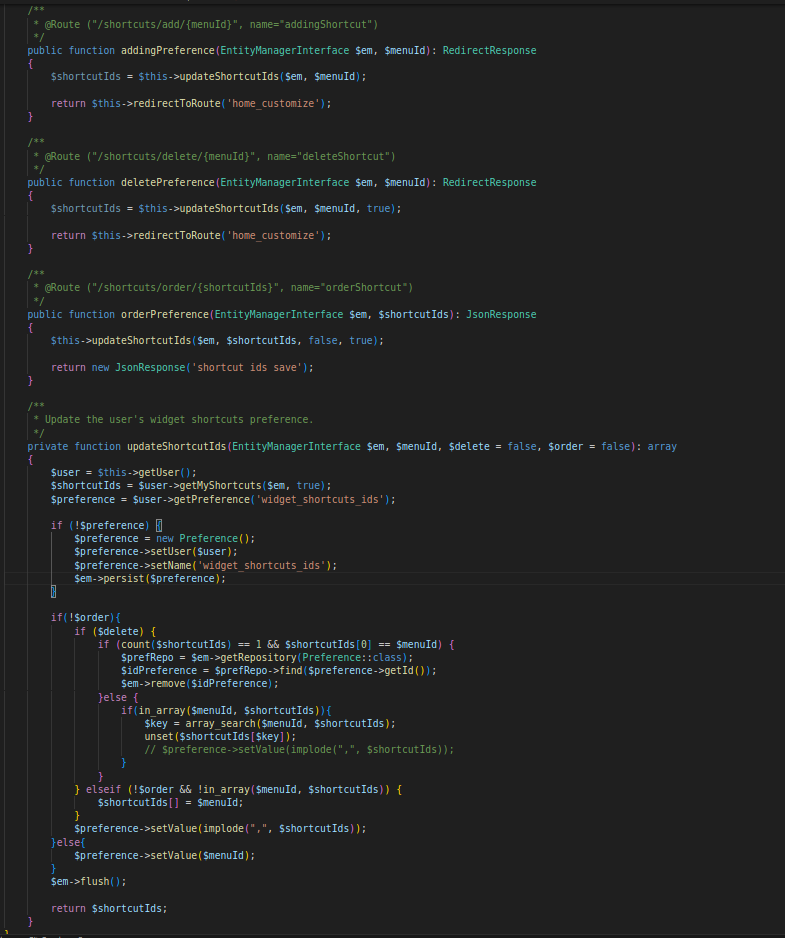 /**
 * @Route ("/shortcuts/add/{menuId}", name="addingShortcut")
 */
public function addingPreference(EntityManagerInterface $em, $menuId): RedirectResponse
{
    $shortcutIds = $this->updateShortcutIds($em, $menuId);

    return $this->redirectToRoute('home_customize');
}

/**
 * @Route ("/shortcuts/delete/{menuId}", name="deleteShortcut")
 */
public function deletePreference(EntityManagerInterface $em, $menuId): RedirectResponse
{
    $shortcutIds = $this->updateShortcutIds($em, $menuId, true);

    return $this->redirectToRoute('home_customize');
}

/**
 * @Route ("/shortcuts/order/{shortcutIds}", name="orderShortcut")
 */
public function orderPreference(EntityManagerInterface $em, $shortcutIds): JsonResponse
{
    $this->updateShortcutIds($em, $shortcutIds, false, true);

    return new JsonResponse('shortcut ids save');
}

/**
 * Update the user's widget shortcuts preference.
 */
private function updateShortcutIds(EntityManagerInterface $em, $menuId, $delete = false, $order = false): array
{
    $user = $this->getUser();
    $shortcutIds = $user->getMyShortcuts($em, true);
    $preference = $user->getPreference('widget_shortcuts_ids');

    if (!$preference) {
        $preference = new Preference();
        $preference->setUser($user);
        $preference->setName('widget_shortcuts_ids');
        $em->persist($preference);
    }

    if(!$order){
        if ($delete) {
            if (count($shortcutIds) == 1 && $shortcutIds[0] == $menuId) {
                $prefRepo = $em->getRepository(Preference::class);
                $idPreference = $prefRepo->find($preference->getId());
                $em->remove($idPreference);
            }else {
                if(in_array($menuId, $shortcutIds)){
                    $key = array_search($menuId, $shortcutIds);
                    unset($shortcutIds[$key]);
                    // $preference->setValue(implode(",", $shortcutIds));
                }
            }
        } elseif (!$order && !in_array($menuId, $shortcutIds)) {
            $shortcutIds[] = $menuId;
        }
        $preference->setValue(implode(",", $shortcutIds));
    }else{
        $preference->setValue($menuId);
    }
    $em->flush();

    return $shortcutIds;
}
}